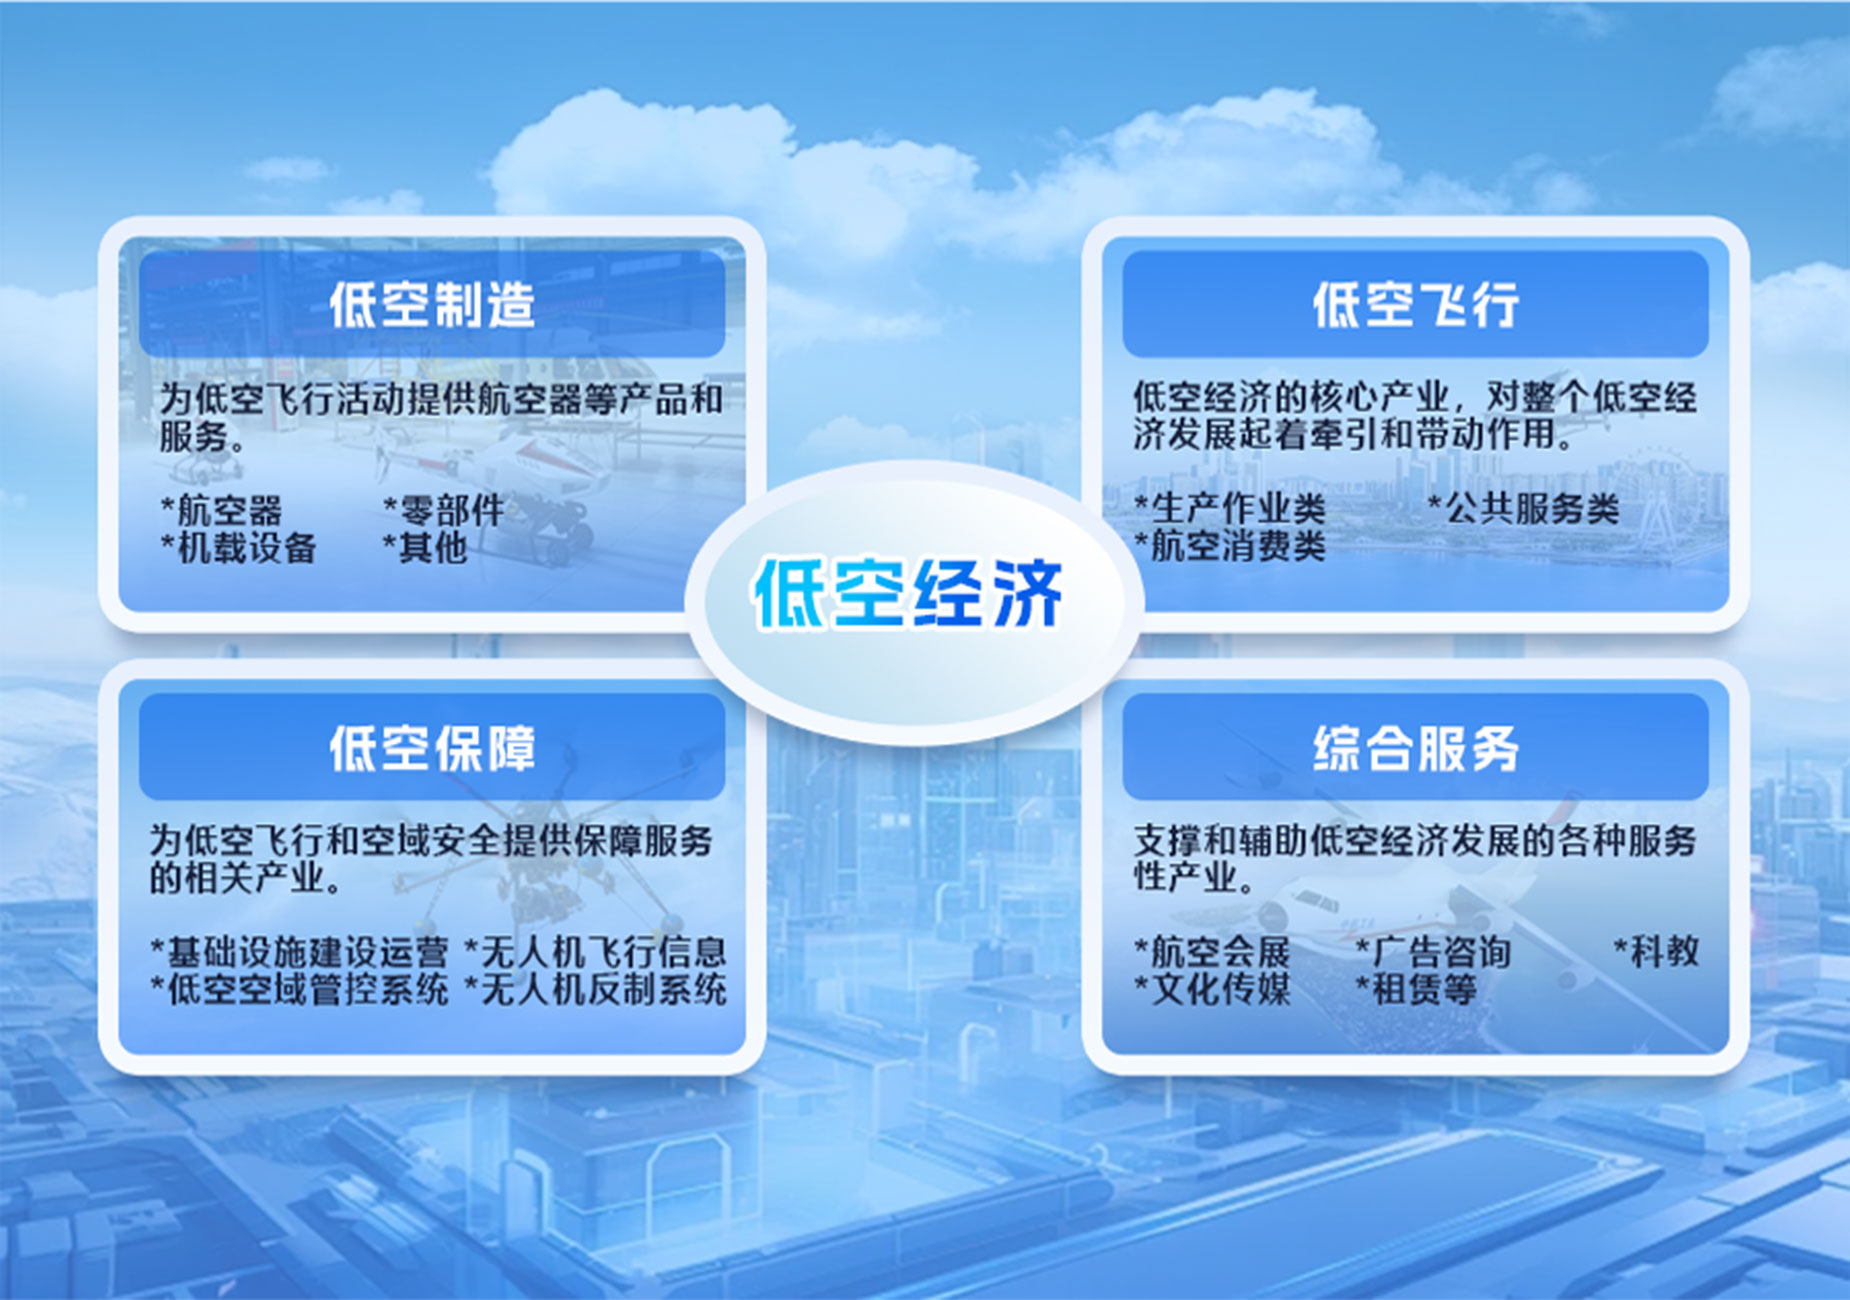 低空制造
为低空飞行活动提供航空器等产品和
服务。
*航空器 *零部件
*机载设备 *其他
低空飞行
低空经济的核心产业，对整个低空经
济发展起着牵引和带动作用。
*生产作业类 *公共服务类
*航空消费类
低空经济
低空保障
为低空飞行和空域安全提供保障服务
的相关产业。
*基础设施建设运营 *无人机飞行信息
*低空空域管控系统 *无人机反制系统
综合服务
支撑和辅助低空经济发展的各种服务
性产业。
*航空会展 *广告咨询 *科教
*文化传媒 *租赁等